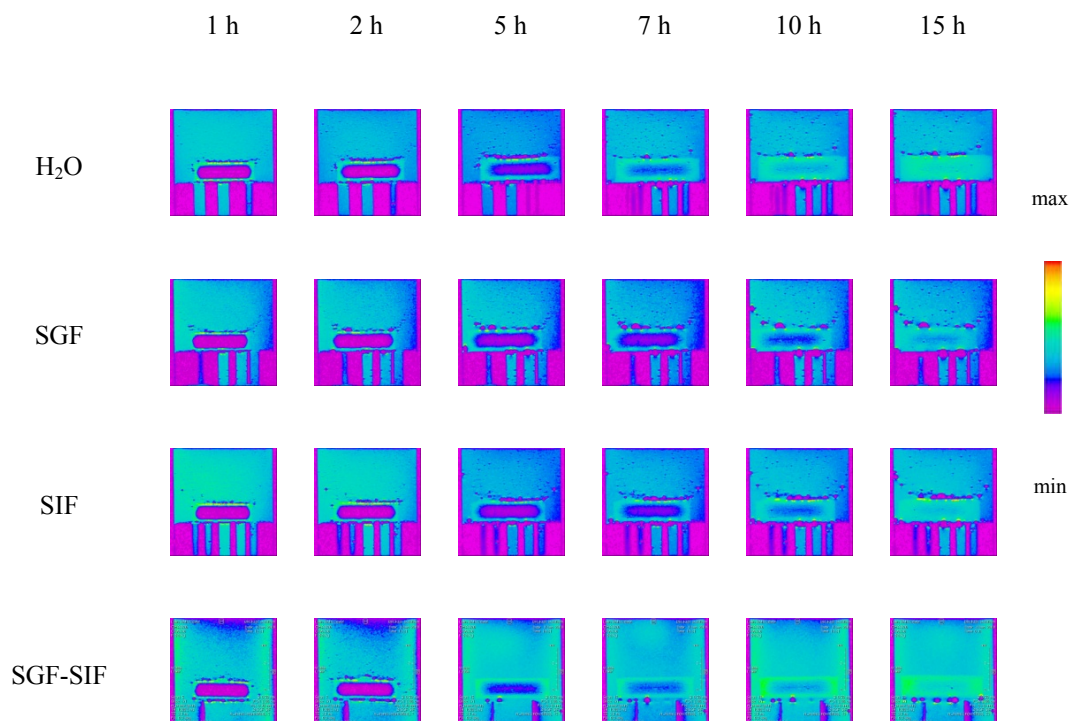 1 h 2 h 5 h 7 h 10 h 15 h
H₂O
max
SGF
min
SIF
SGF-SIF